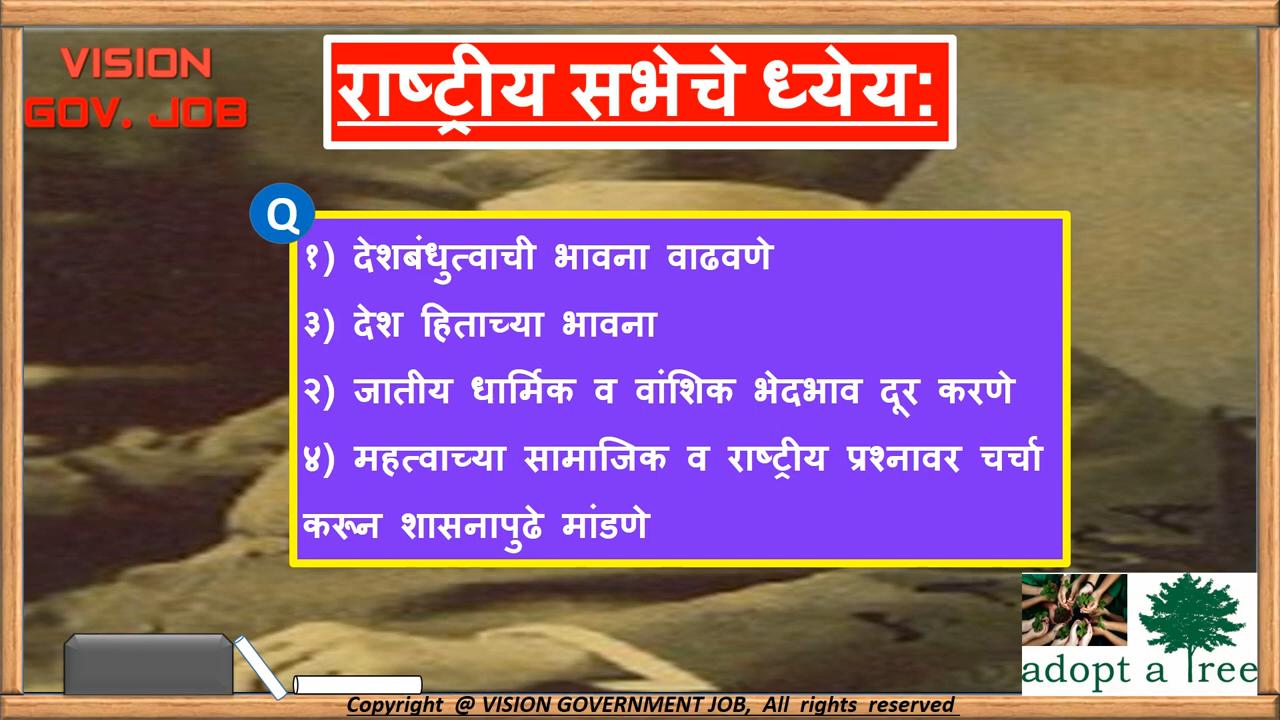 VISION
GOV. JOB
राष्ट्रीय सभेचे ध्येय:
Q
१) देशबंधुत्वाची भावना वाढवणे
३) देश हिताच्या भावना
२) जातीय धार्मिक व वांशिक भेदभाव दूर करणे
४) महत्वाच्या सामाजिक व राष्ट्रीय प्रश्नावर चर्चा
करून शासनापुढे मांडणे
adopt a Tree
Copyright @ VISION GOVERNMENT JOB, All rights reserved